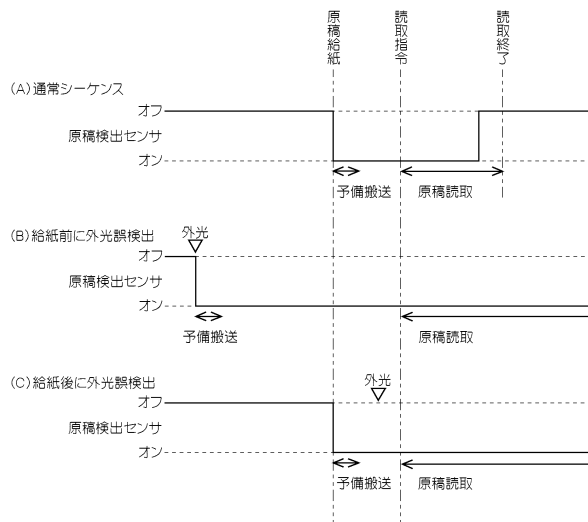 原稿給紙
読取指令
読取終了
(A)通常シーケンス
オフ
原稿検出センサ
オン
予備搬送
原稿読取
(B)給紙前に外光誤検出
外光
オフ
原稿検出センサ
オン
予備搬送
原稿読取
(C)給紙後に外光誤検出
外光
オフ
原稿検出センサ
オン
予備搬送
原稿読取